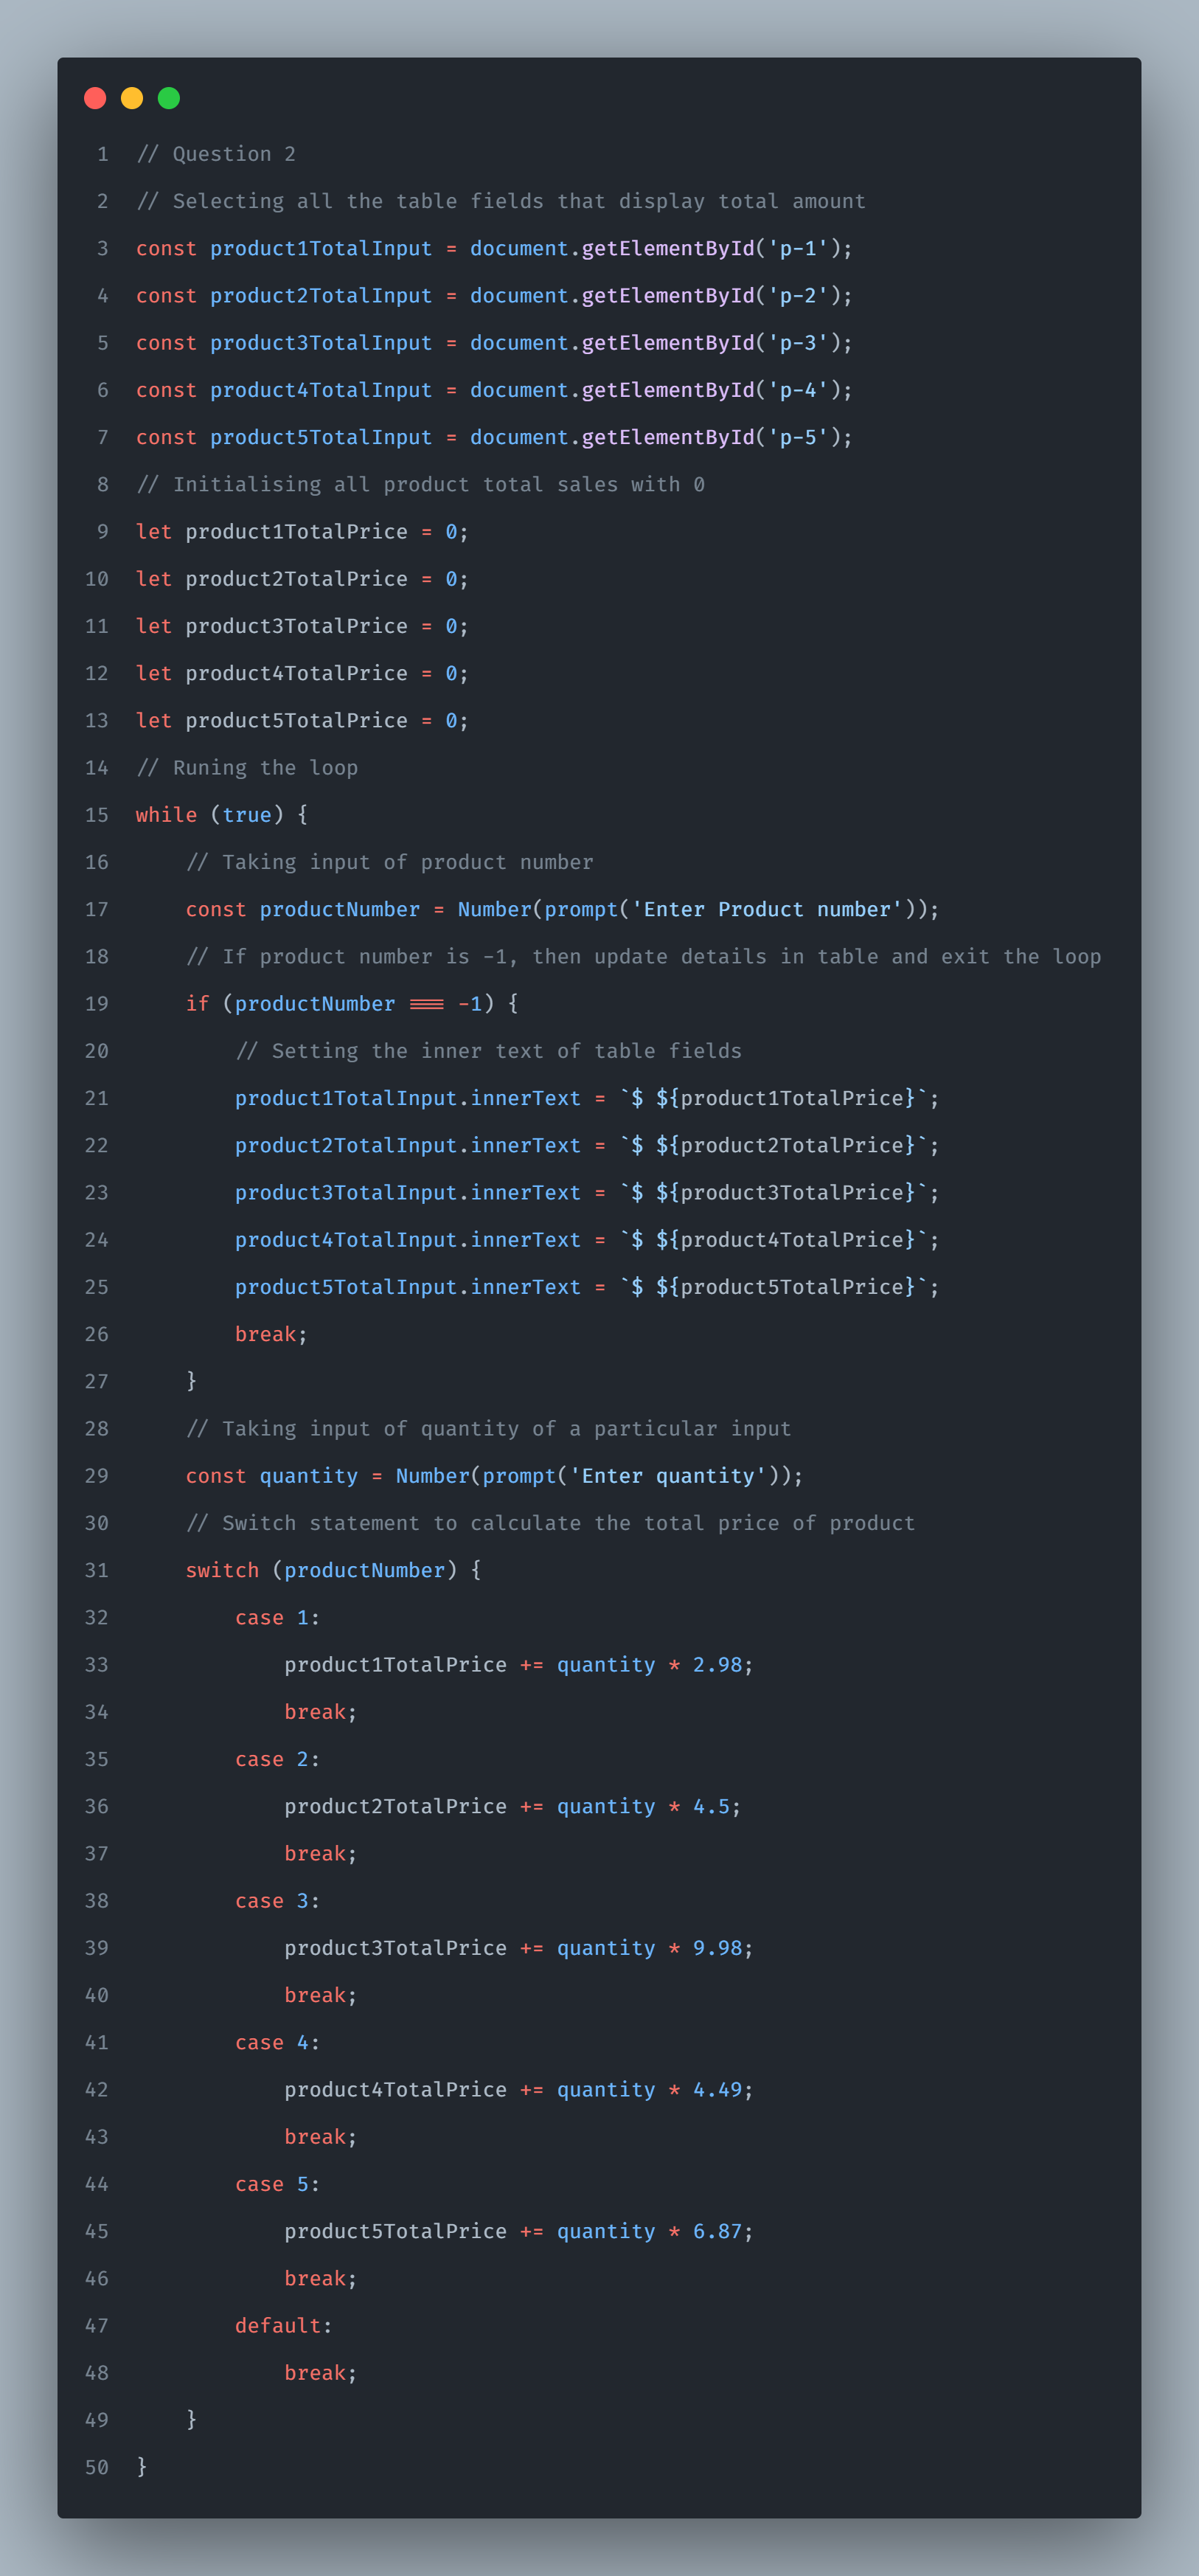 1 // Question 2
2 // Selecting all the table fields that display total amount
3 const product1TotalInput = document.getElementById('p-1');
4 const product2TotalInput = document.getElementById('p-2');
5 const product3TotalInput = document.getElementById('p-3');
6 const product4TotalInput = document.getElementById('p-4');
7 const product5TotalInput = document.getElementById('p-5');
8 // Initialising all product total sales with 0
9 let product1TotalPrice = 0;
10 let product2TotalPrice = 0;
11 let product3TotalPrice = 0;
12 let product4TotalPrice = 0;
13 let product5TotalPrice = 0;
14 // Runing the loop
15 while (true) {
16     // Taking input of product number
17     const productNumber = Number(prompt('Enter Product number'));
18     // If product number is -1, then update details in table and exit the loop
19     if (productNumber === -1) {
20         // Setting the inner text of table fields
21         product1TotalInput.innerText = `$ ${product1TotalPrice}`;
22         product2TotalInput.innerText = `$ ${product2TotalPrice}`;
23         product3TotalInput.innerText = `$ ${product3TotalPrice}`;
24         product4TotalInput.innerText = `$ ${product4TotalPrice}`;
25         product5TotalInput.innerText = `$ ${product5TotalPrice}`;
26         break;
27     }
28     // Taking input of quantity of a particular input
29     const quantity = Number(prompt('Enter quantity'));
30     // Switch statement to calculate the total price of product
31     switch (productNumber) {
32         case 1:
33             product1TotalPrice += quantity * 2.98;
34             break;
35         case 2:
36             product2TotalPrice += quantity * 4.5;
37             break;
38         case 3:
39             product3TotalPrice += quantity * 9.98;
40             break;
41         case 4:
42             product4TotalPrice += quantity * 4.49;
43             break;
44         case 5:
45             product5TotalPrice += quantity * 6.87;
46             break;
47         default:
48             break;
49     }
50 }